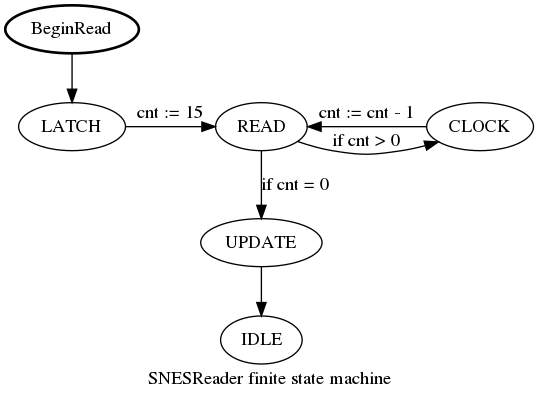 BeginRead
LATCH
cnt := 15
READ
cnt := cnt - 1
if cnt > 0
CLOCK
if cnt = 0
UPDATE
IDLE
SNESReader finite state machine